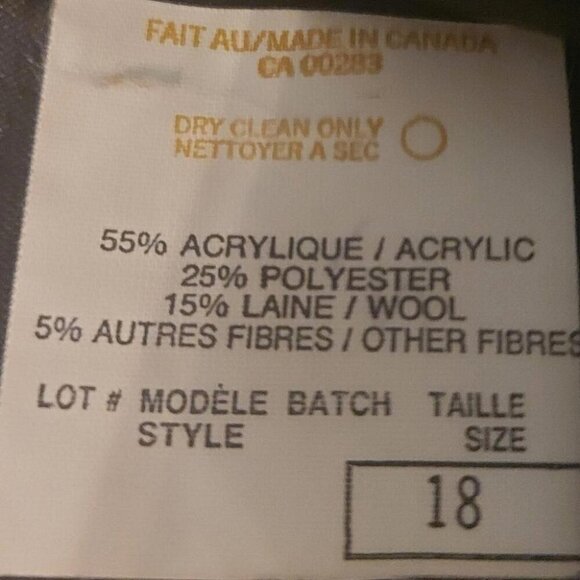 FAIT AU/MADE IN CANADA
CA 00283
DRY CLEAN ONLY
NETTOYER A SEC
55% ACRYLIQUE / ACRYLIC
25% POLYESTER
15% LAINE / WOOL
5% AUTRES FIBRES / OTHER FIBRES
LOT # MODÈLE BATCH TAILLE
STYLE SIZE
18